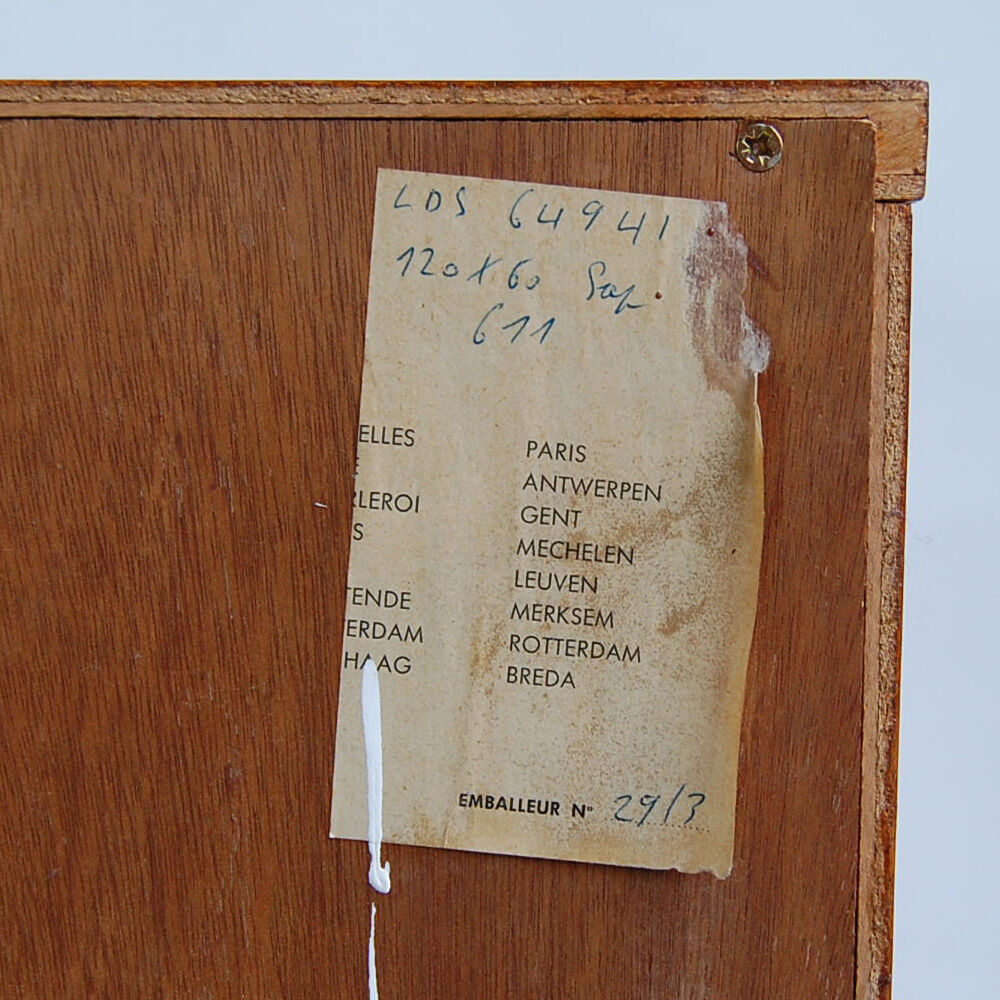 LDS 64941
120X60 Sap
611
ELLES
RLEROI
S
TENDE
TERDAM
HAAG
PARIS
ANTWERPEN
GENT
MECHELEN
LEUVEN
MERKSEM
ROTTERDAM
BREDA
EMBALLEUR N° 29/3